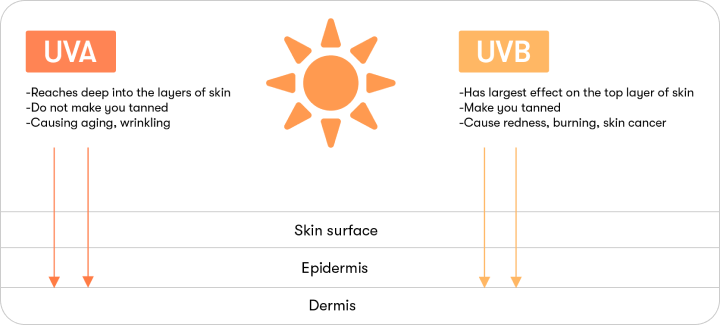 UVA
-Reaches deep into the layers of skin
-Do not make you tanned
-Causing aging, wrinkling
UVB
-Has largest effect on the top layer of skin
-Make you tanned
-Cause redness, burning, skin cancer
Skin surface
Epidermis
Dermis